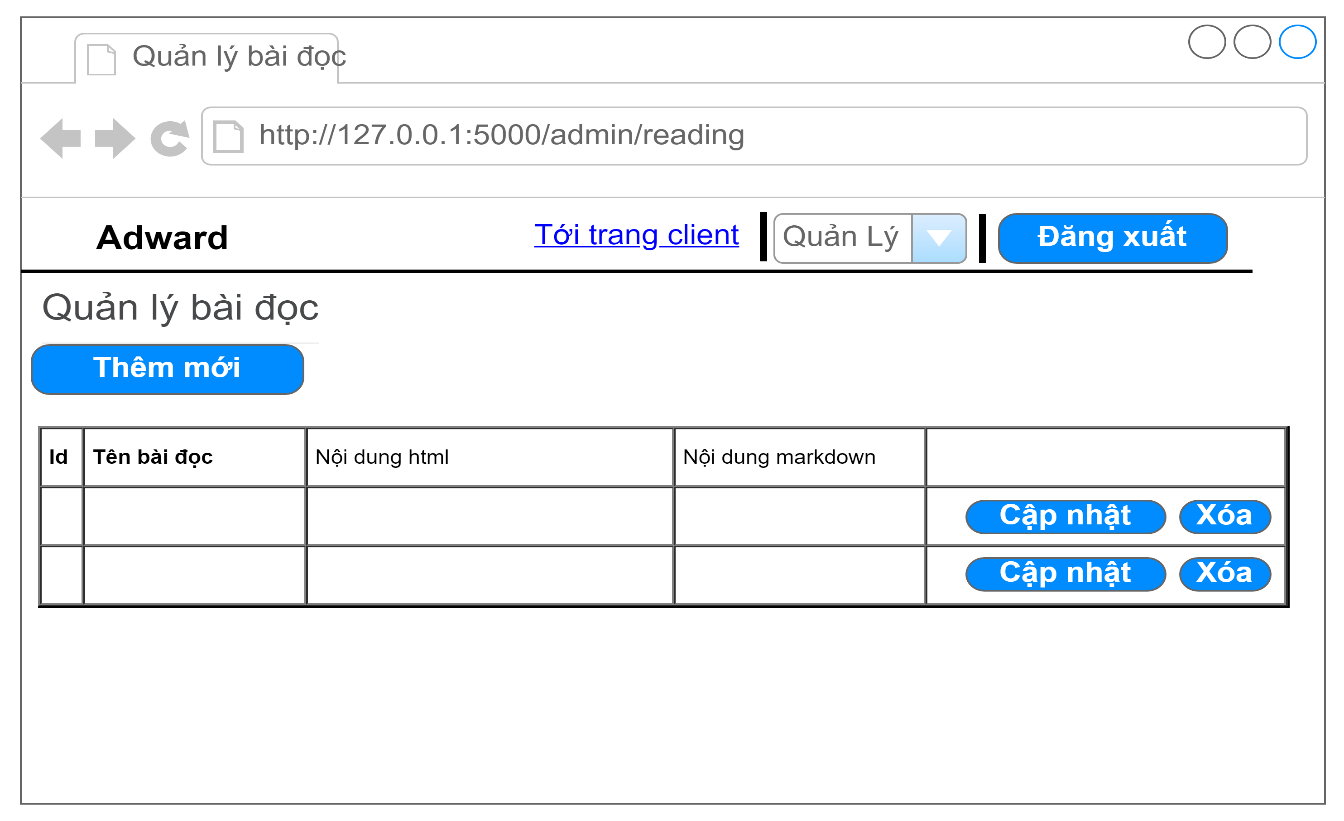 Quản lý bài đọc
http://127.0.0.1:5000/admin/reading
Adward Tới trang client Quản Lý Đăng xuất
Quản lý bài đọc
Thêm mới
Id Tên bài đọc Nội dung html Nội dung markdown
Cập nhật Xóa
Cập nhật Xóa